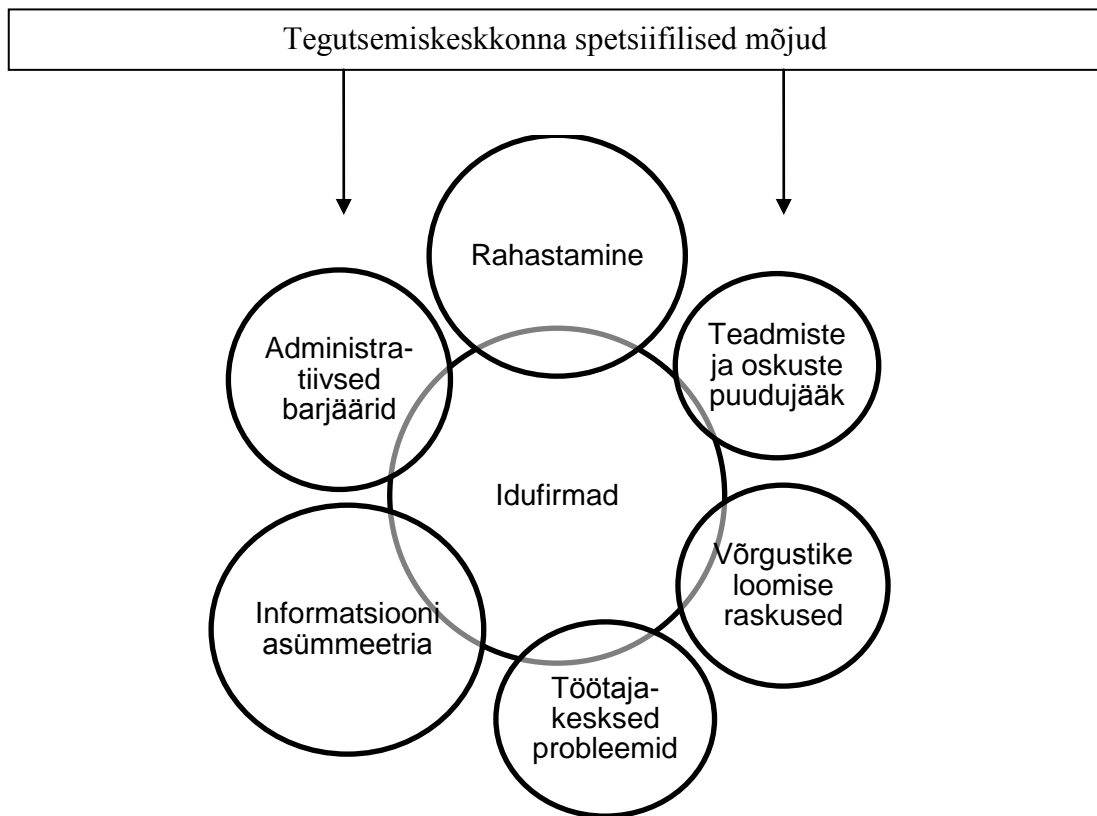 Tegutsemiskeskkonna spetsiifilised mõjud
Rahastamine
Administra-
tiivsed
barjäärid
Teadmiste
ja oskuste
puudujääk
Idufirmad
Informatsiooni
asümmeetria
Võrgustike
loomise
raskused
Töötaja-
kesksed
probleemid